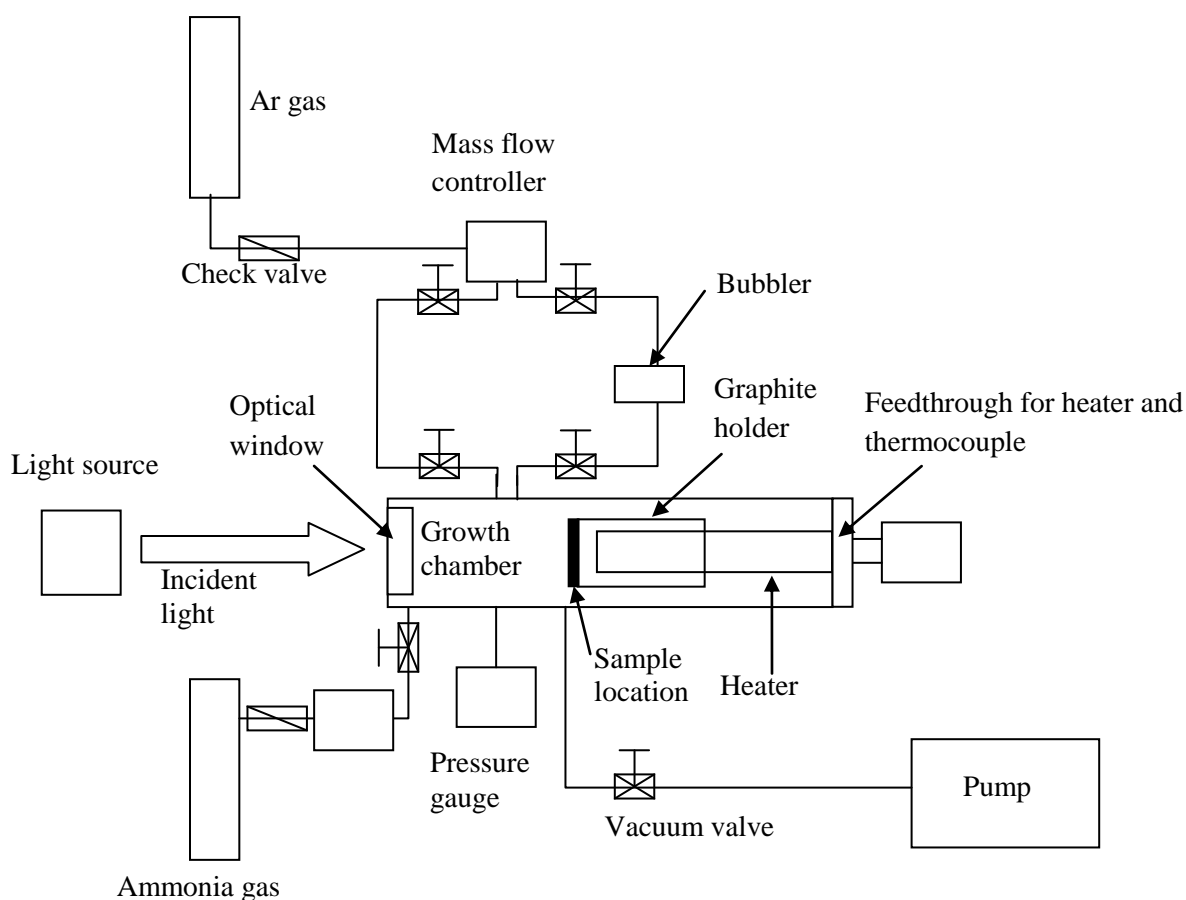 Ar gas
Mass flow
controller
Check valve
Bubbler
Graphite
holder
Feedthrough for heater and
thermocouple
Optical
window
Light source
Growth
chamber
Incident
light
Sample
location
Heater
Pressure
gauge
Pump
Vacuum valve
Ammonia gas